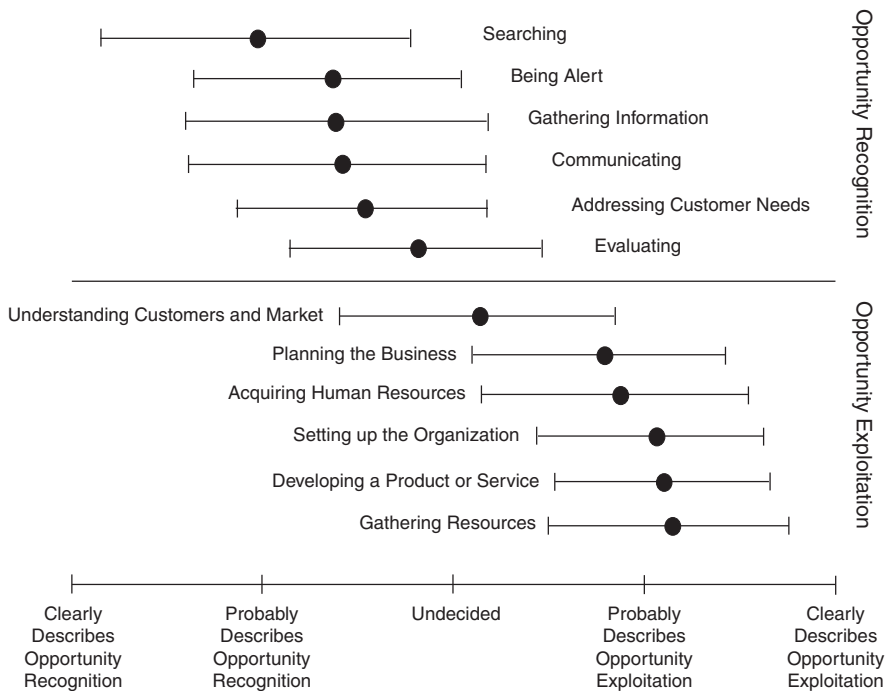 Searching
Being Alert
Gathering Information
Communicating
Addressing Customer Needs
Evaluating
Opportunity Recognition
Understanding Customers and Market
Planning the Business
Acquiring Human Resources
Setting up the Organization
Developing a Product or Service
Gathering Resources
Opportunity Exploitation
Clearly
Describes
Opportunity
Recognition
Probably
Describes
Opportunity
Recognition
Undecided
Probably
Describes
Opportunity
Exploitation
Clearly
Describes
Opportunity
Exploitation